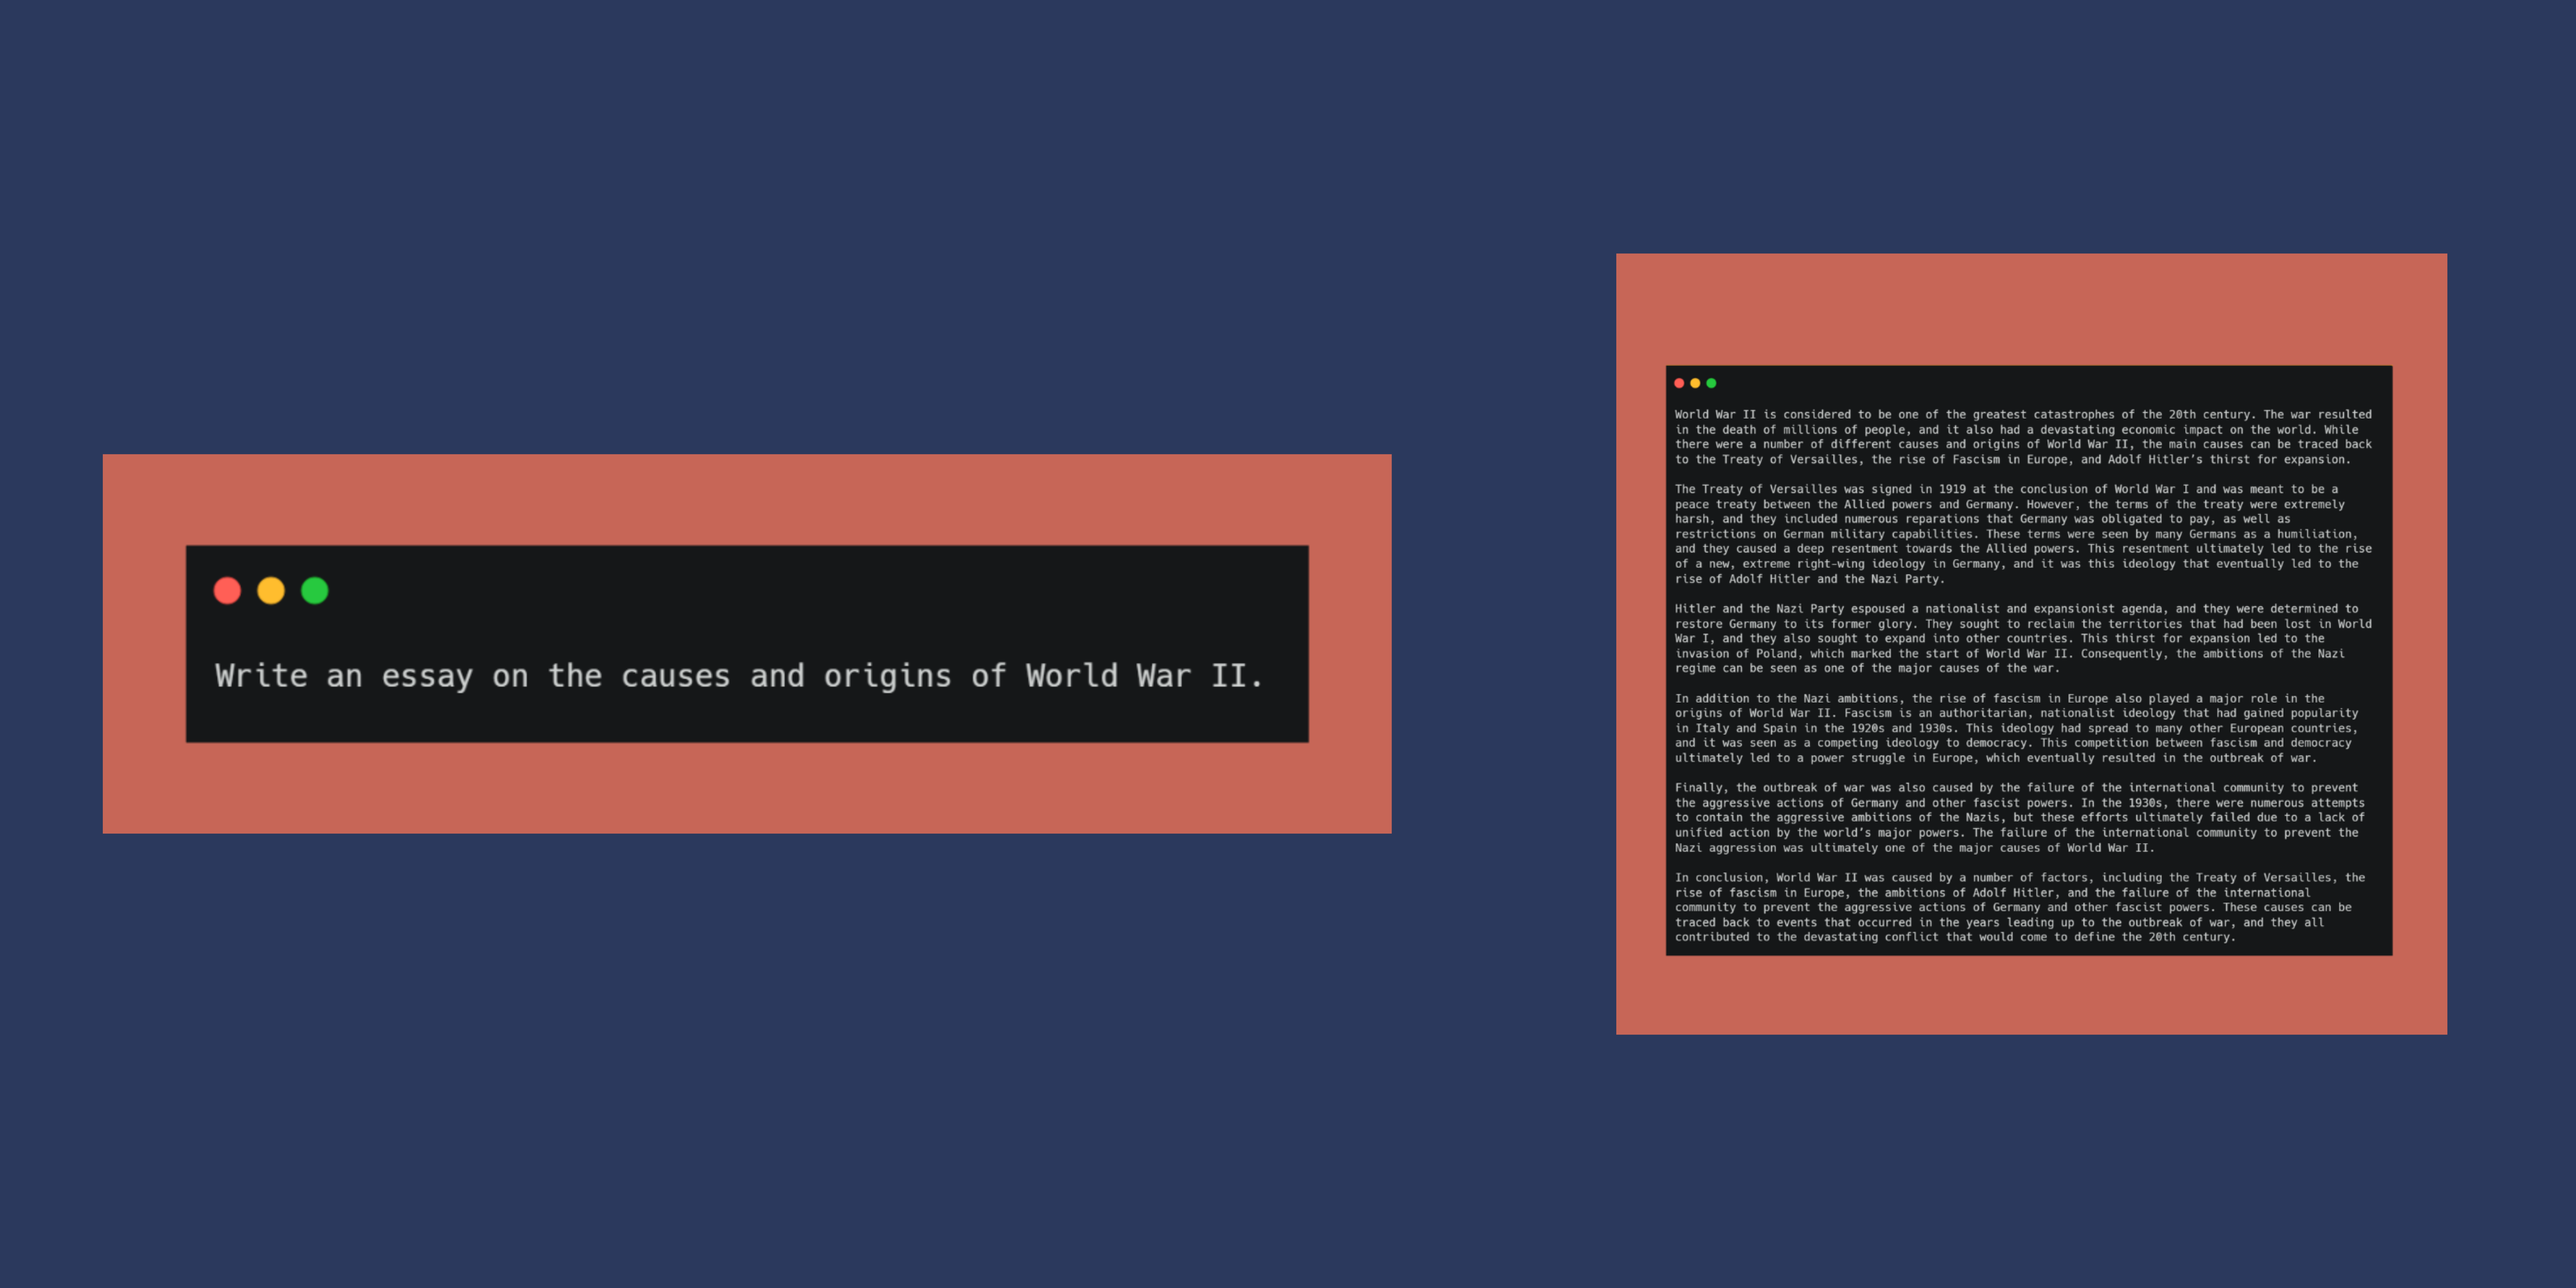 Write an essay on the causes and origins of World War II.
World War II is considered to be one of the greatest catastrophes of the 20th century. The war resulted
in the death of millions of people, and it also had a devastating economic impact on the world. While
there were a number of different causes and origins of World War II, the main causes can be traced back
to the Treaty of Versailles, the rise of Fascism in Europe, and Adolf Hitler’s thirst for expansion.
The Treaty of Versailles was signed in 1919 at the conclusion of World War I and was meant to be a
peace treaty between the Allied powers and Germany. However, the terms of the treaty were extremely
harsh, and they included numerous reparations that Germany was obligated to pay, as well as
restrictions on German military capabilities. These terms were seen by many Germans as a humiliation,
and they caused a deep resentment towards the Allied powers. This resentment ultimately led to the rise
of a new, extreme right-wing ideology in Germany, and it was this ideology that eventually led to the
rise of Adolf Hitler and the Nazi Party.
Hitler and the Nazi Party espoused a nationalist and expansionist agenda, and they were determined to
restore Germany to its former glory. They sought to reclaim the territories that had been lost in World
War I, and they also sought to expand into other countries. This thirst for expansion led to the
invasion of Poland, which marked the start of World War II. Consequently, the ambitions of the Nazi
regime can be seen as one of the major causes of the war.
In addition to the Nazi ambitions, the rise of fascism in Europe also played a major role in the
origins of World War II. Fascism is an authoritarian, nationalist ideology that had gained popularity
in Italy and Spain in the 1920s and 1930s. This ideology had spread to many other European countries,
and it was seen as a competing ideology to democracy. This competition between fascism and democracy
ultimately led to a power struggle in Europe, which eventually resulted in the outbreak of war.
Finally, the outbreak of war was also caused by the failure of the international community to prevent
the aggressive actions of Germany and other fascist powers. In the 1930s, there were numerous attempts
to contain the aggressive ambitions of the Nazis, but these efforts ultimately failed due to a lack of
unified action by the world’s major powers. The failure of the international community to prevent the
Nazi aggression was ultimately one of the major causes of World War II.
In conclusion, World War II was caused by a number of factors, including the Treaty of Versailles, the
rise of fascism in Europe, the ambitions of Adolf Hitler, and the failure of the international
community to prevent the aggressive actions of Germany and other fascist powers. These causes can be
traced back to events that occurred in the years leading up to the outbreak of war, and they all
contributed to the devastating conflict that would come to define the 20th century.